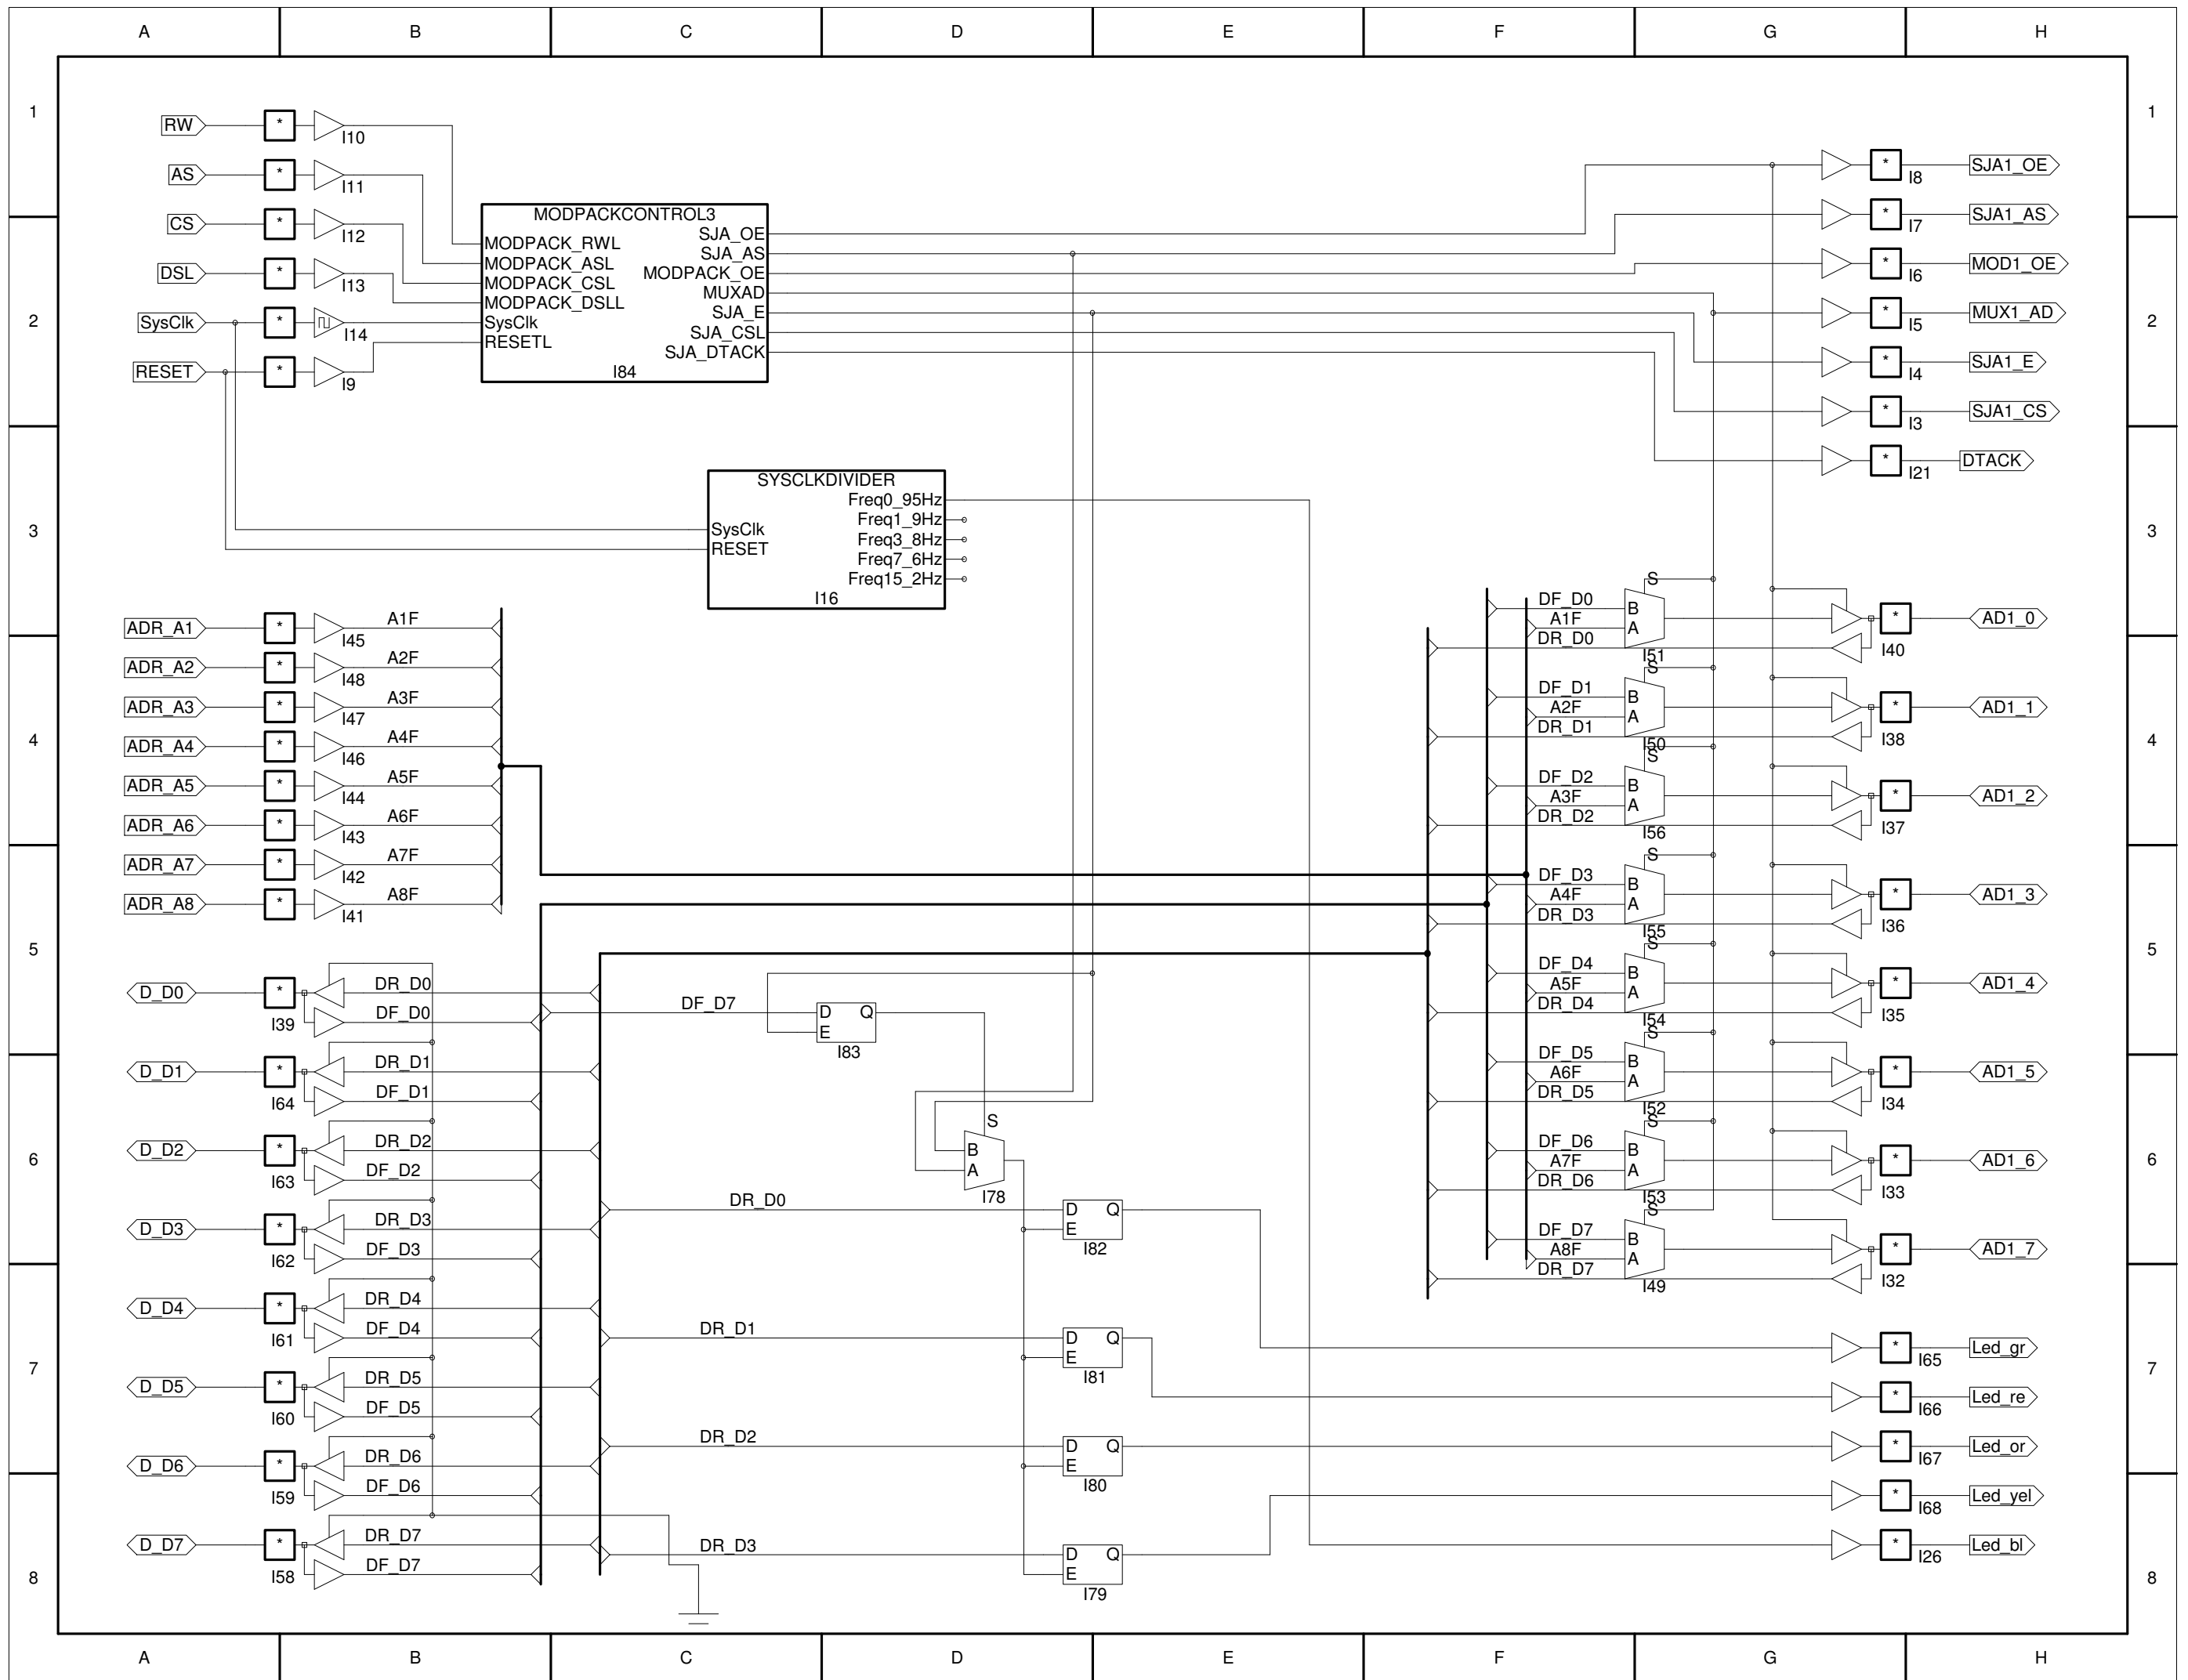 A B C D E F G H
1 1
RW * I10
AS * I11
CS * I12
DSL * I13
SysClk * I14
RESET * I9
MODPACKCONTROL3
MODPACK_RWL
MODPACK_ASL
MODPACK_CSL
MODPACK_DSLL
SysClk
RESETL
SJA_OE
SJA_AS
MODPACK_OE
MUXAD
SJA_E
SJA_CSL
SJA_DTACK
I84
* I8 SJA1_OE
* I7 SJA1_AS
* I6 MOD1_OE
* I5 MUX1_AD
* I4 SJA1_E
* I3 SJA1_CS
* I21 DTACK
2 2
3 3
SYSCLKDIVIDER
SysClk
RESET
Freq0_95Hz
Freq1_9Hz
Freq3_8Hz
Freq7_6Hz
Freq15_2Hz
I16
ADR_A1 * I45 A1F
ADR_A2 * I48 A2F
ADR_A3 * I47 A3F
ADR_A4 * I46 A4F
ADR_A5 * I44 A5F
ADR_A6 * I43 A6F
ADR_A7 * I42 A7F
ADR_A8 * I41 A8F
4 4
S
DF_D0 B
A1F A
DR_D0
I51
* I40 AD1_0
S
DF_D1 B
A2F A
DR_D1
I50
* I38 AD1_1
S
DF_D2 B
A3F A
DR_D2
I56
* I37 AD1_2
S
DF_D3 B
A4F A
DR_D3
I55
* I36 AD1_3
S
DF_D4 B
A5F A
DR_D4
I54
* I35 AD1_4
S
DF_D5 B
A6F A
DR_D5
I52
* I34 AD1_5
S
DF_D6 B
A7F A
DR_D6
I53
* I33 AD1_6
S
DF_D7 B
A8F A
DR_D7
I49
* I32 AD1_7
5 5
D_D0 * I39 DR_D0
DF_D0
D_D1 * I64 DR_D1
DF_D1
D_D2 * I63 DR_D2
DF_D2
D_D3 * I62 DR_D3
DF_D3
D_D4 * I61 DR_D4
DF_D4
D_D5 * I60 DR_D5
DF_D5
D_D6 * I59 DR_D6
DF_D6
D_D7 * I58 DR_D7
DF_D7
6 6
DF_D7 D Q
E
I83
S
B
A
I78
DR_D0 D Q
E
I82
DR_D1 D Q
E
I81
DR_D2 D Q
E
I80
DR_D3 D Q
E
I79
7 7
* I65 Led_gr
* I66 Led_re
* I67 Led_or
* I68 Led_yel
* I26 Led_bl
8 8
A B C D E F G H